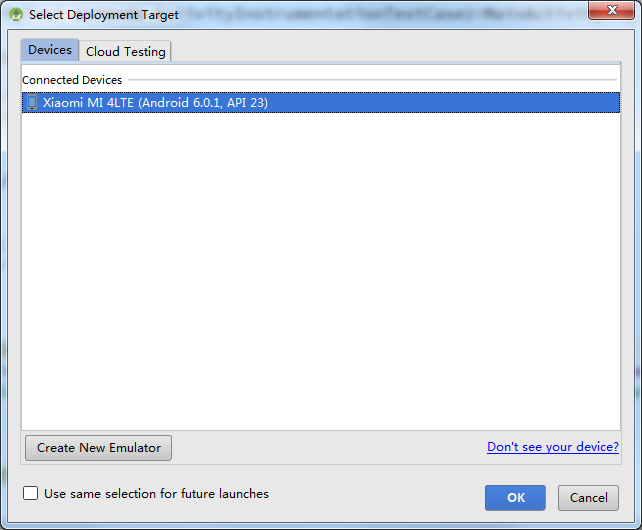 Select Deployment Target
Devices
Cloud Testing
Connected Devices
Xiaomi MI 4LTE (Android 6.0.1, API 23)
Create New Emulator
Don't see your device?
Use same selection for future launches
OK
Cancel